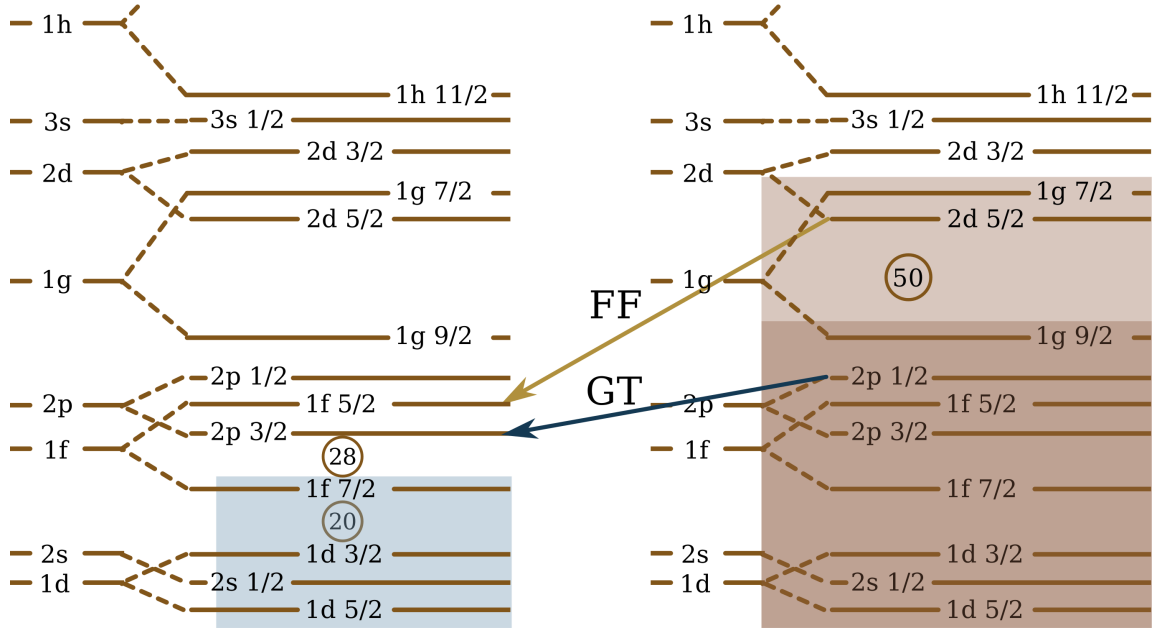 1h
1h 11/2
3s
3s 1/2
2d 3/2
2d
1g 7/2
2d 5/2
1g
1g 9/2
2p 1/2
2p
1f 5/2
2p 3/2
1f
28
1f 7/2
20
2s
1d 3/2
1d
2s 1/2
1d 5/2
FF
GT
1h
1h 11/2
3s
3s 1/2
2d 3/2
2d
1g 7/2
2d 5/2
1g
50
1g 9/2
2p 1/2
2p
1f 5/2
2p 3/2
1f
1f 7/2
2s
1d 3/2
1d
2s 1/2
1d 5/2